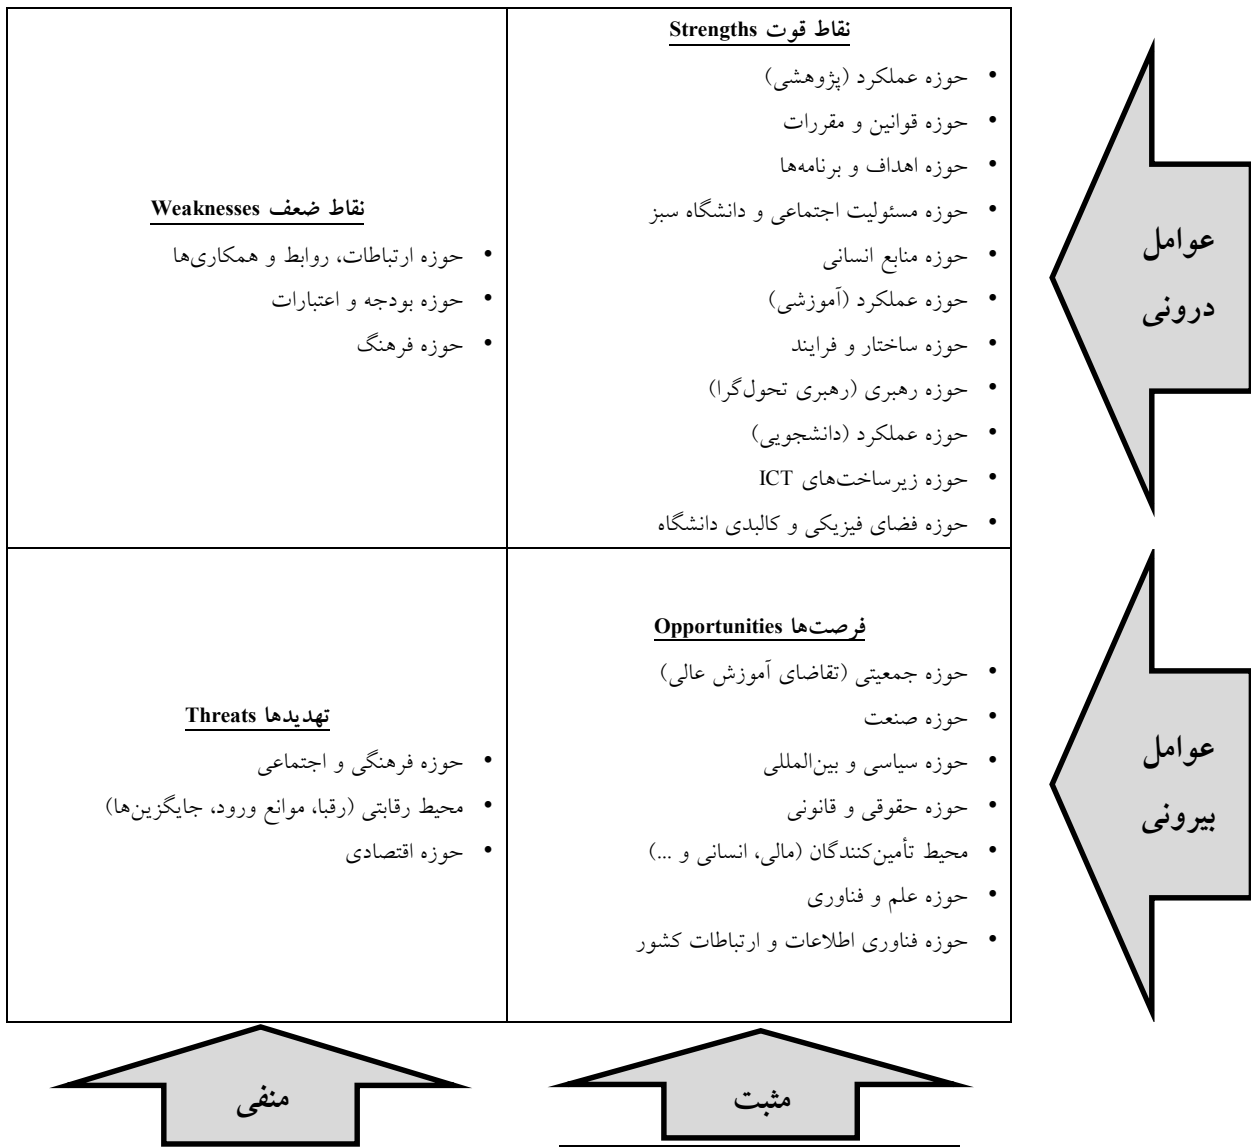 نقاط قوت Strengths
• حوزه عملکرد (پژوهشی)
• حوزه قوانین و مقررات
• حوزه اهداف و برنامه‌ها
• حوزه مسئولیت اجتماعی و دانشگاه سبز
• حوزه منابع انسانی
• حوزه عملکرد (آموزشی)
• حوزه ساختار و فرایند
• حوزه رهبری (رهبری تحول‌گرا)
• حوزه عملکرد (دانشجویی)
• حوزه زیرساخت‌های ICT
• حوزه فضای فیزیکی و کالبدی دانشگاه
نقاط ضعف Weaknesses
• حوزه ارتباطات، روابط و همکاری‌ها
• حوزه بودجه و اعتبارات
• حوزه فرهنگ
عوامل
درونی
فرصت‌ها Opportunities
• حوزه جمعیتی (تقاضای آموزش عالی)
• حوزه صنعت
• حوزه سیاسی و بین‌المللی
• حوزه حقوقی و قانونی
• محیط تأمین‌کنندگان (مالی، انسانی و ...)
• حوزه علم و فناوری
• حوزه فناوری اطلاعات و ارتباطات کشور
تهدیدها Threats
• حوزه فرهنگی و اجتماعی
• محیط رقابتی (رقبا، موانع ورود، جایگزین‌ها)
• حوزه اقتصادی
عوامل
بیرونی
مثبت
منفی